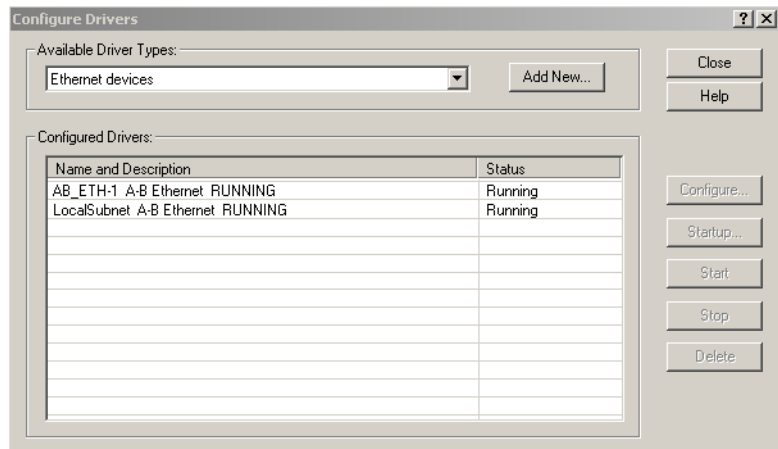 Configure Drivers
Available Driver Types:
Ethernet devices
Add New...
Close
Help
Configured Drivers:
Name and Description Status
AB_ETH-1 A-B Ethernet RUNNING Running
LocalSubnet A-B Ethernet RUNNING Running
Configure...
Startup...
Start
Stop
Delete